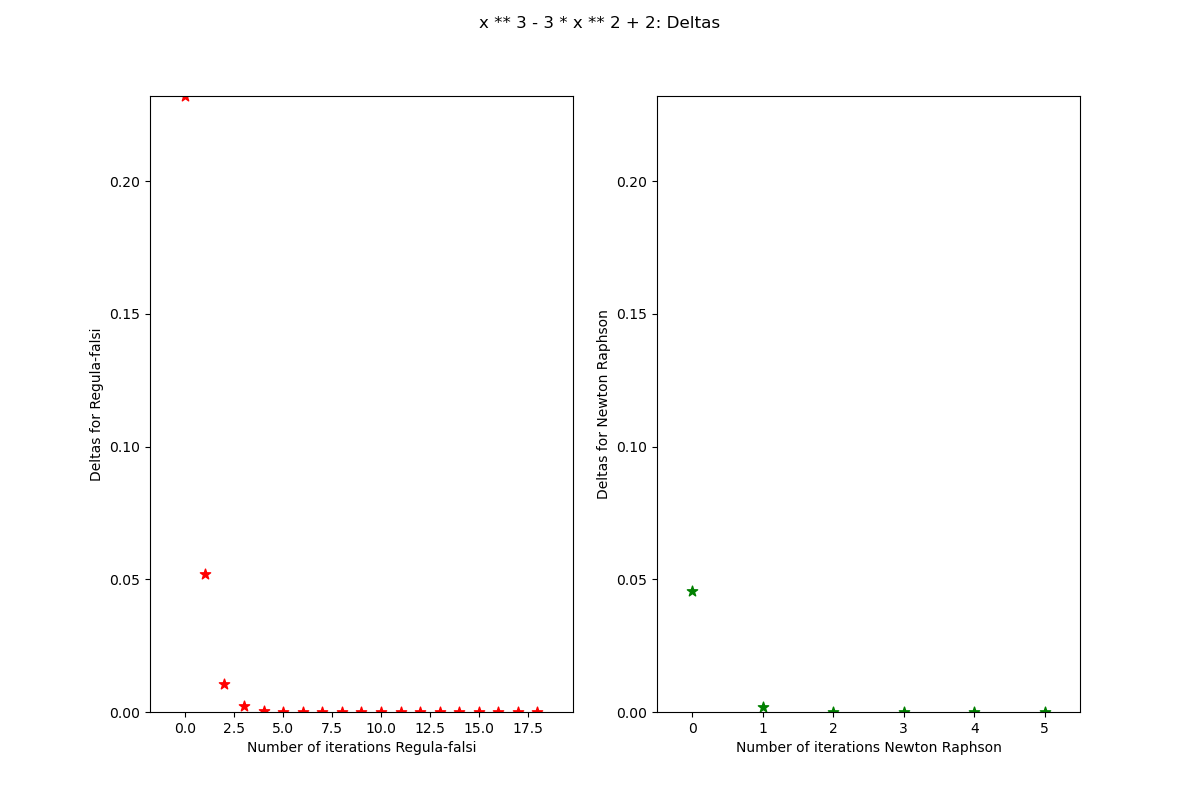 x ** 3 - 3 * x ** 2 + 2: Deltas
Deltas for Regula-falsi
0.20
0.15
0.10
0.05
0.00
0.0 2.5 5.0 7.5 10.0 12.5 15.0 17.5
Number of iterations Regula-falsi
Deltas for Newton Raphson
0.20
0.15
0.10
0.05
0.00
0 1 2 3 4 5
Number of iterations Newton Raphson